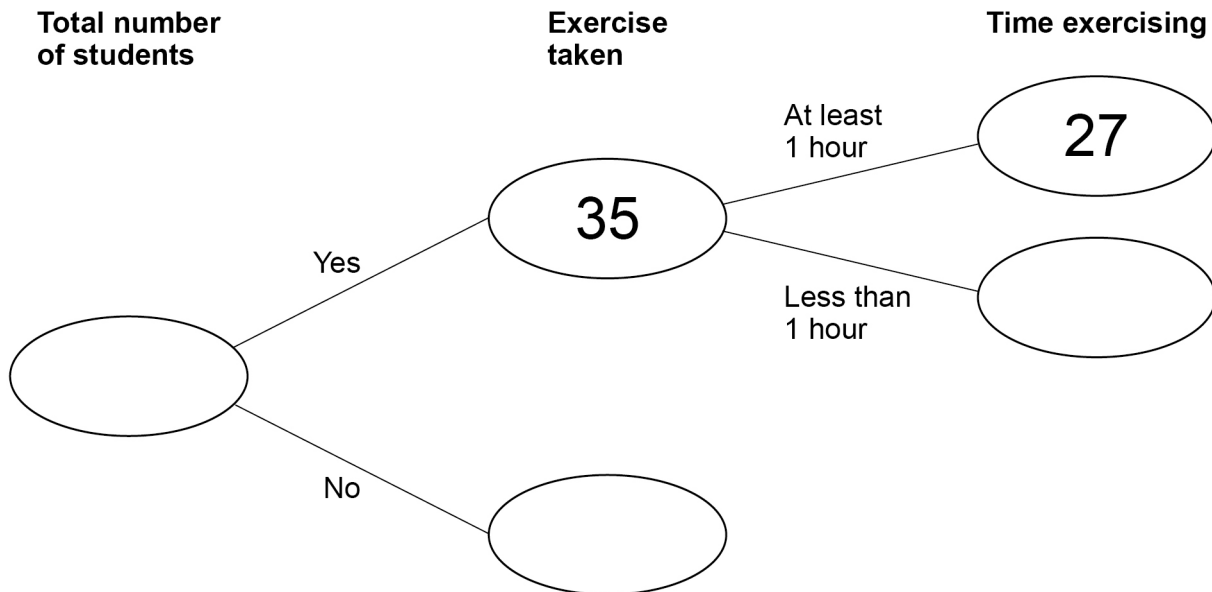 Total number
of students
Exercise
taken
Time exercising
At least
1 hour
27
35
Yes
Less than
1 hour
No